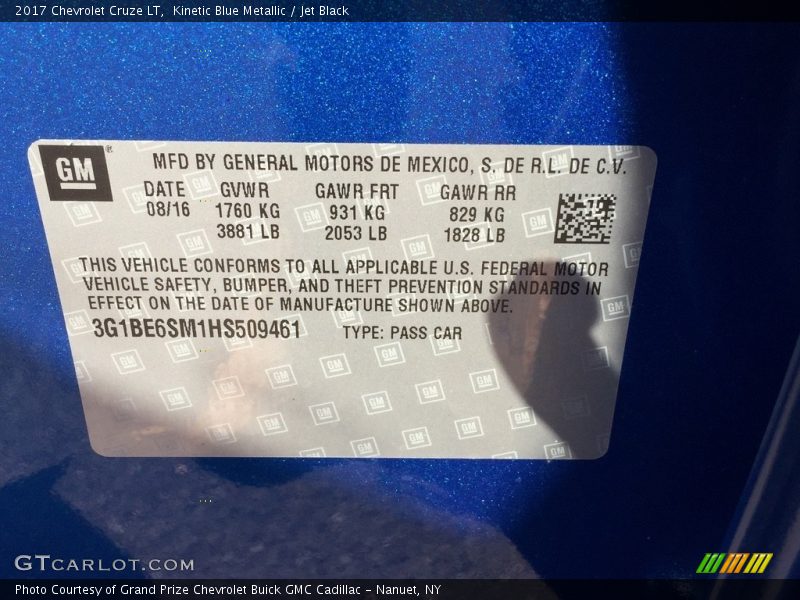 2017 Chevrolet Cruze LT,  Kinetic Blue Metallic / Jet Black
GM ®
MFD BY GENERAL MOTORS DE MEXICO, S. DE R.L. DE C.V.
DATE GVWR GAWR FRT GAWR RR
08/16 1760 KG 931 KG 829 KG
3881 LB 2053 LB 1828 LB
THIS VEHICLE CONFORMS TO ALL APPLICABLE U.S. FEDERAL MOTOR
VEHICLE SAFETY, BUMPER, AND THEFT PREVENTION STANDARDS IN
EFFECT ON THE DATE OF MANUFACTURE SHOWN ABOVE.
3G1BE6SM1HS509461 TYPE: PASS CAR
GTCARLOT.COM
Photo Courtesy of Grand Prize Chevrolet Buick GMC Cadillac – Nanuet, NY